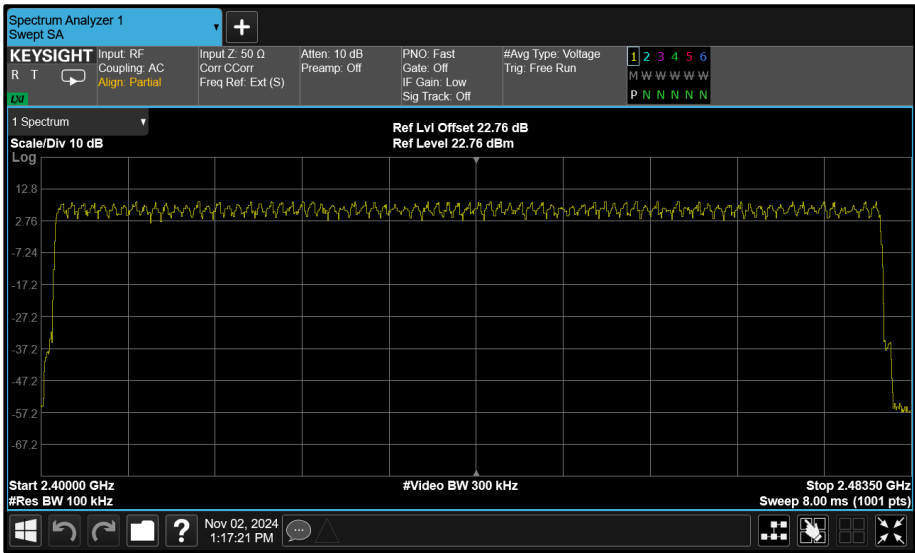 Spectrum Analyzer 1
Swept SA
+
KEYSIGHT Input: RF Input Z: 50 Ω Atten: 10 dB PNO: Fast #Avg Type: Voltage 1 2 3 4 5 6
R T Coupling: AC Corr CCorr Preamp: Off Gate: Off Trig: Free Run M W W W W W
Align: Partial Freq Ref: Ext (S) IF Gain: Low P N N N N N
LXI Sig Track: Off
1 Spectrum
Ref Lvl Offset 22.76 dB
Scale/Div 10 dB Ref Level 22.76 dBm
Log
12.8
2.76
-7.24
-17.2
-27.2
-37.2
-47.2
-57.2
-67.2
Start 2.40000 GHz #Video BW 300 kHz Stop 2.48350 GHz
#Res BW 100 kHz Sweep 8.00 ms (1001 pts)
? Nov 02, 2024
1:17:21 PM